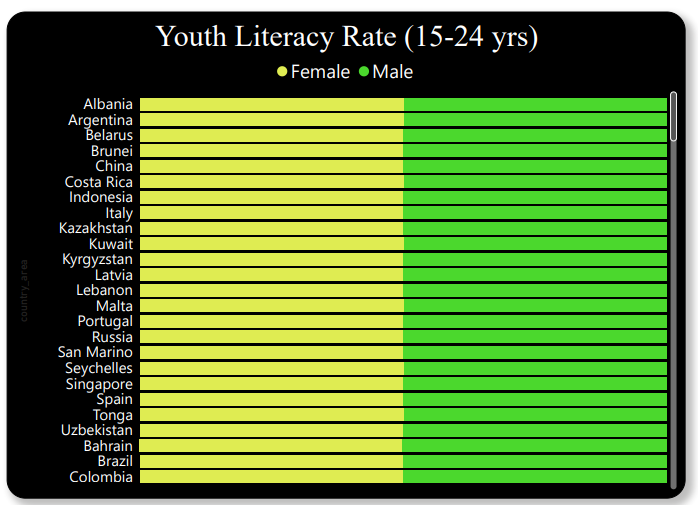 Youth Literacy Rate (15-24 yrs)
Female Male
Albania
Argentina
Belarus
Brunei
China
Costa Rica
Indonesia
Italy
Kazakhstan
Kuwait
Kyrgyzstan
Latvia
Lebanon
Malta
Portugal
Russia
San Marino
Seychelles
Singapore
Spain
Tonga
Uzbekistan
Bahrain
Brazil
Colombia
country_area